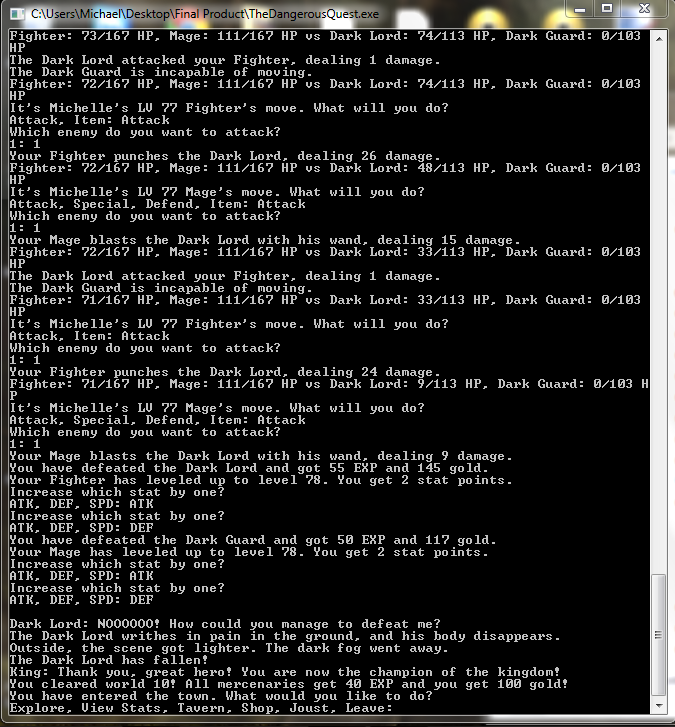 C:\Users\Michael\Desktop\Final Product\TheDangerousQuest.exe
Fighter: 73/167 HP, Mage: 111/167 HP vs Dark Lord: 74/113 HP, Dark Guard: 0/103
HP
The Dark Lord attacked your Fighter, dealing 1 damage.
The Dark Guard is incapable of moving.
Fighter: 72/167 HP, Mage: 111/167 HP vs Dark Lord: 74/113 HP, Dark Guard: 0/103
HP
It's Michelle's LV 77 Fighter's move. What will you do?
Attack, Item: Attack
Which enemy do you want to attack?
1: 1
Your Fighter punches the Dark Lord, dealing 26 damage.
Fighter: 72/167 HP, Mage: 111/167 HP vs Dark Lord: 48/113 HP, Dark Guard: 0/103
HP
It's Michelle's LV 77 Mage's move. What will you do?
Attack, Special, Defend, Item: Attack
Which enemy do you want to attack?
1: 1
Your Mage blasts the Dark Lord with his wand, dealing 15 damage.
Fighter: 72/167 HP, Mage: 111/167 HP vs Dark Lord: 33/113 HP, Dark Guard: 0/103
HP
The Dark Lord attacked your Fighter, dealing 1 damage.
The Dark Guard is incapable of moving.
Fighter: 71/167 HP, Mage: 111/167 HP vs Dark Lord: 33/113 HP, Dark Guard: 0/103
HP
It's Michelle's LV 77 Fighter's move. What will you do?
Attack, Item: Attack
Which enemy do you want to attack?
1: 1
Your Fighter punches the Dark Lord, dealing 24 damage.
Fighter: 71/167 HP, Mage: 111/167 HP vs Dark Lord: 9/113 HP, Dark Guard: 0/103 H
P
It's Michelle's LV 77 Mage's move. What will you do?
Attack, Special, Defend, Item: Attack
Which enemy do you want to attack?
1: 1
Your Mage blasts the Dark Lord with his wand, dealing 9 damage.
You have defeated the Dark Lord and got 55 EXP and 145 gold.
Your Fighter has leveled up to level 78. You get 2 stat points.
Increase which stat by one?
ATK, DEF, SPD: ATK
Increase which stat by one?
ATK, DEF, SPD: DEF
You have defeated the Dark Guard and got 50 EXP and 117 gold.
Your Mage has leveled up to level 78. You get 2 stat points.
Increase which stat by one?
ATK, DEF, SPD: ATK
Increase which stat by one?
ATK, DEF, SPD: DEF
Dark Lord: NOOOOOO! How could you manage to defeat me?
The Dark Lord writhes in pain in the ground, and his body disappears.
Outside, the scene got lighter. The dark fog went away.
The Dark Lord has fallen!
King: Thank you, great hero! You are now the champion of the kingdom!
You cleared world 10! All mercenaries get 40 EXP and you get 100 gold!
You have entered the town. What would you like to do?
Explore, View Stats, Tavern, Shop, Joust, Leave: